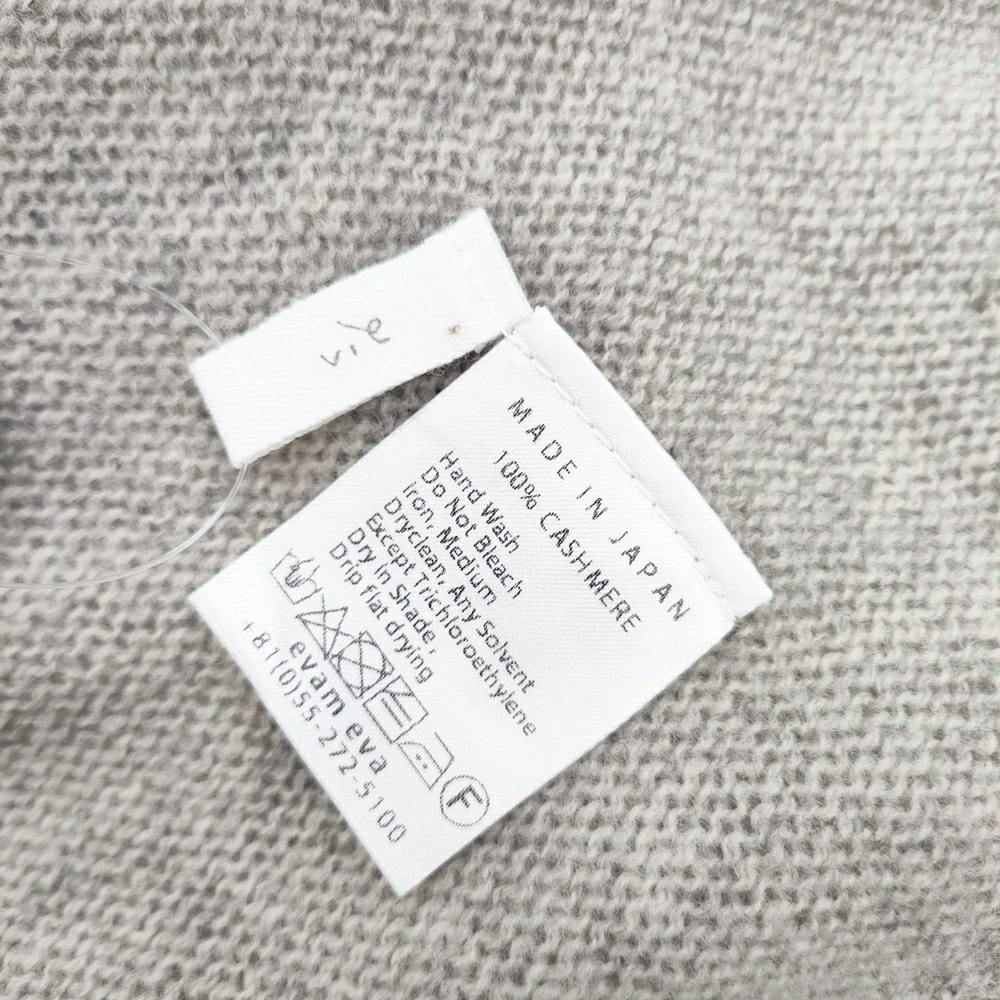 vie
MADE IN JAPAN
100% CASHMERE
Hand Wash
Do Not Bleach
Iron, Medium
Dryclean, Any Solvent
Except Trichloroethylene
Dry in Shade,
Drip flat drying
F
evam eva
+81(0)55-272-5100